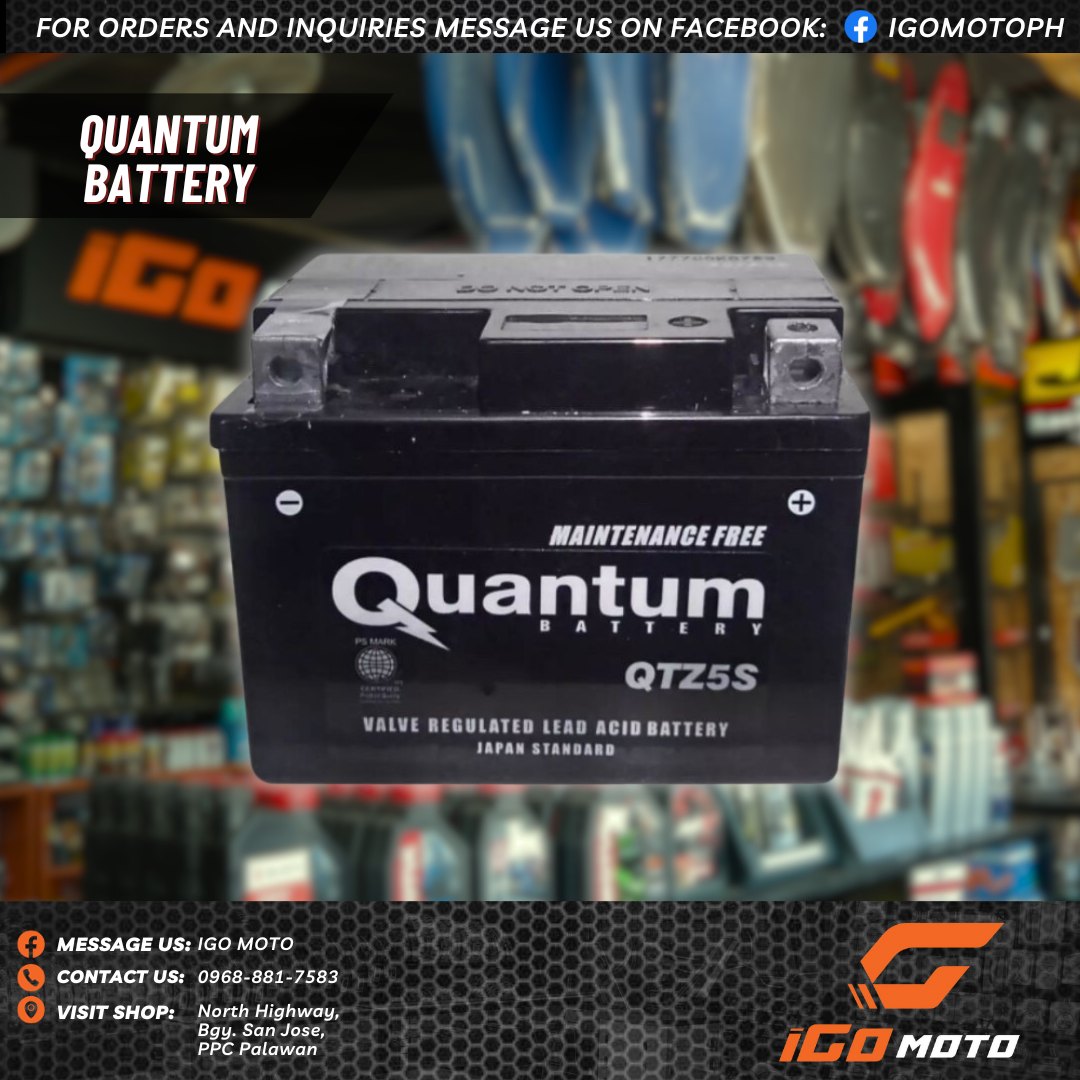 FOR ORDERS AND INQUIRIES MESSAGE US ON FACEBOOK: IGOMOTOPH
QUANTUM
BATTERY
iGo
DO NOT OPEN
MAINTENANCE FREE
Quantum
BATTERY
PS MARK
QTZ5S
VALVE REGULATED LEAD ACID BATTERY
JAPAN STANDARD
MESSAGE US: IGO MOTO
CONTACT US: 0968-881-7583
VISIT SHOP: North Highway,
Bgy. San Jose,
PPC Palawan
iGO MOTO